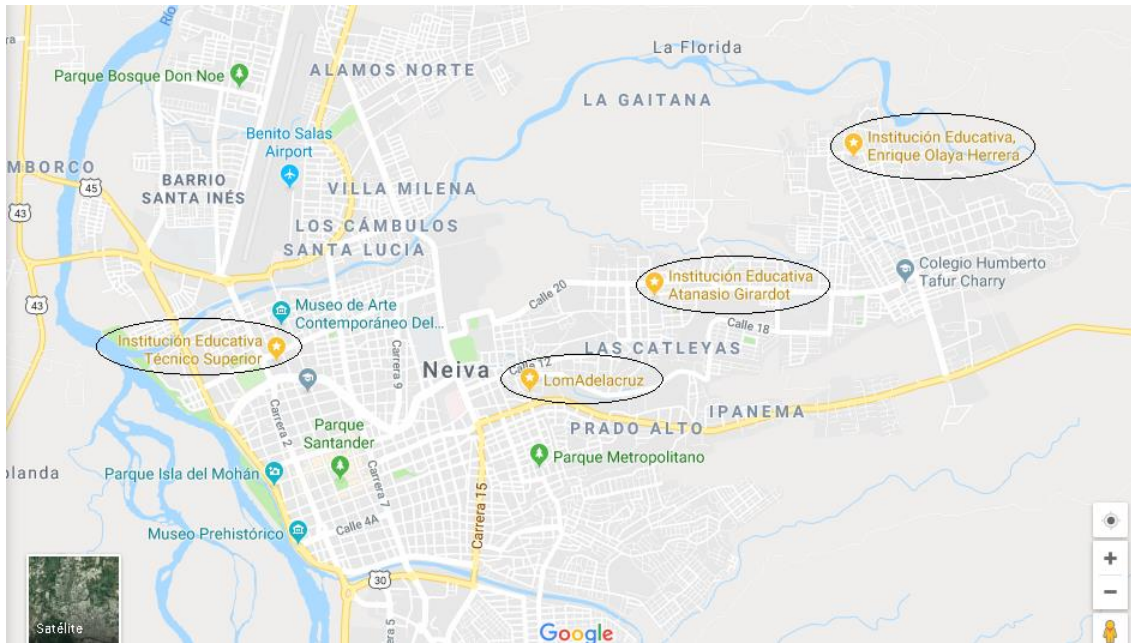 La Florida
Parque Bosque Don Noe
ALAMOS NORTE
LA GAITANA
Benito Salas
Airport
Institución Educativa,
Enrique Olaya Herrera
MBORCO
45
BARRIO
SANTA INÉS
VILLA MILENA
43
LOS CÁMBULOS
SANTA LUCIA
Colegio Humberto
Tafur Charry
Institución Educativa
Atanasio Girardot
Calle 20
43
Museo de Arte
Contemporáneo Del...
Calle 18
Institución Educativa
Técnico Superior
LAS CATLEYAS
Carrera 9
Neiva
Calle 12
LomAdelacruz
IPANEMA
Carrera 2
Parque
Santander
PRADO ALTO
Parque Metropolitano
olanda
Parque Isla del Mohán
Carrera 7
Carrera 15
Museo Prehistórico
Calle 4A
30
Satélite
Google
Carrera 5
Río